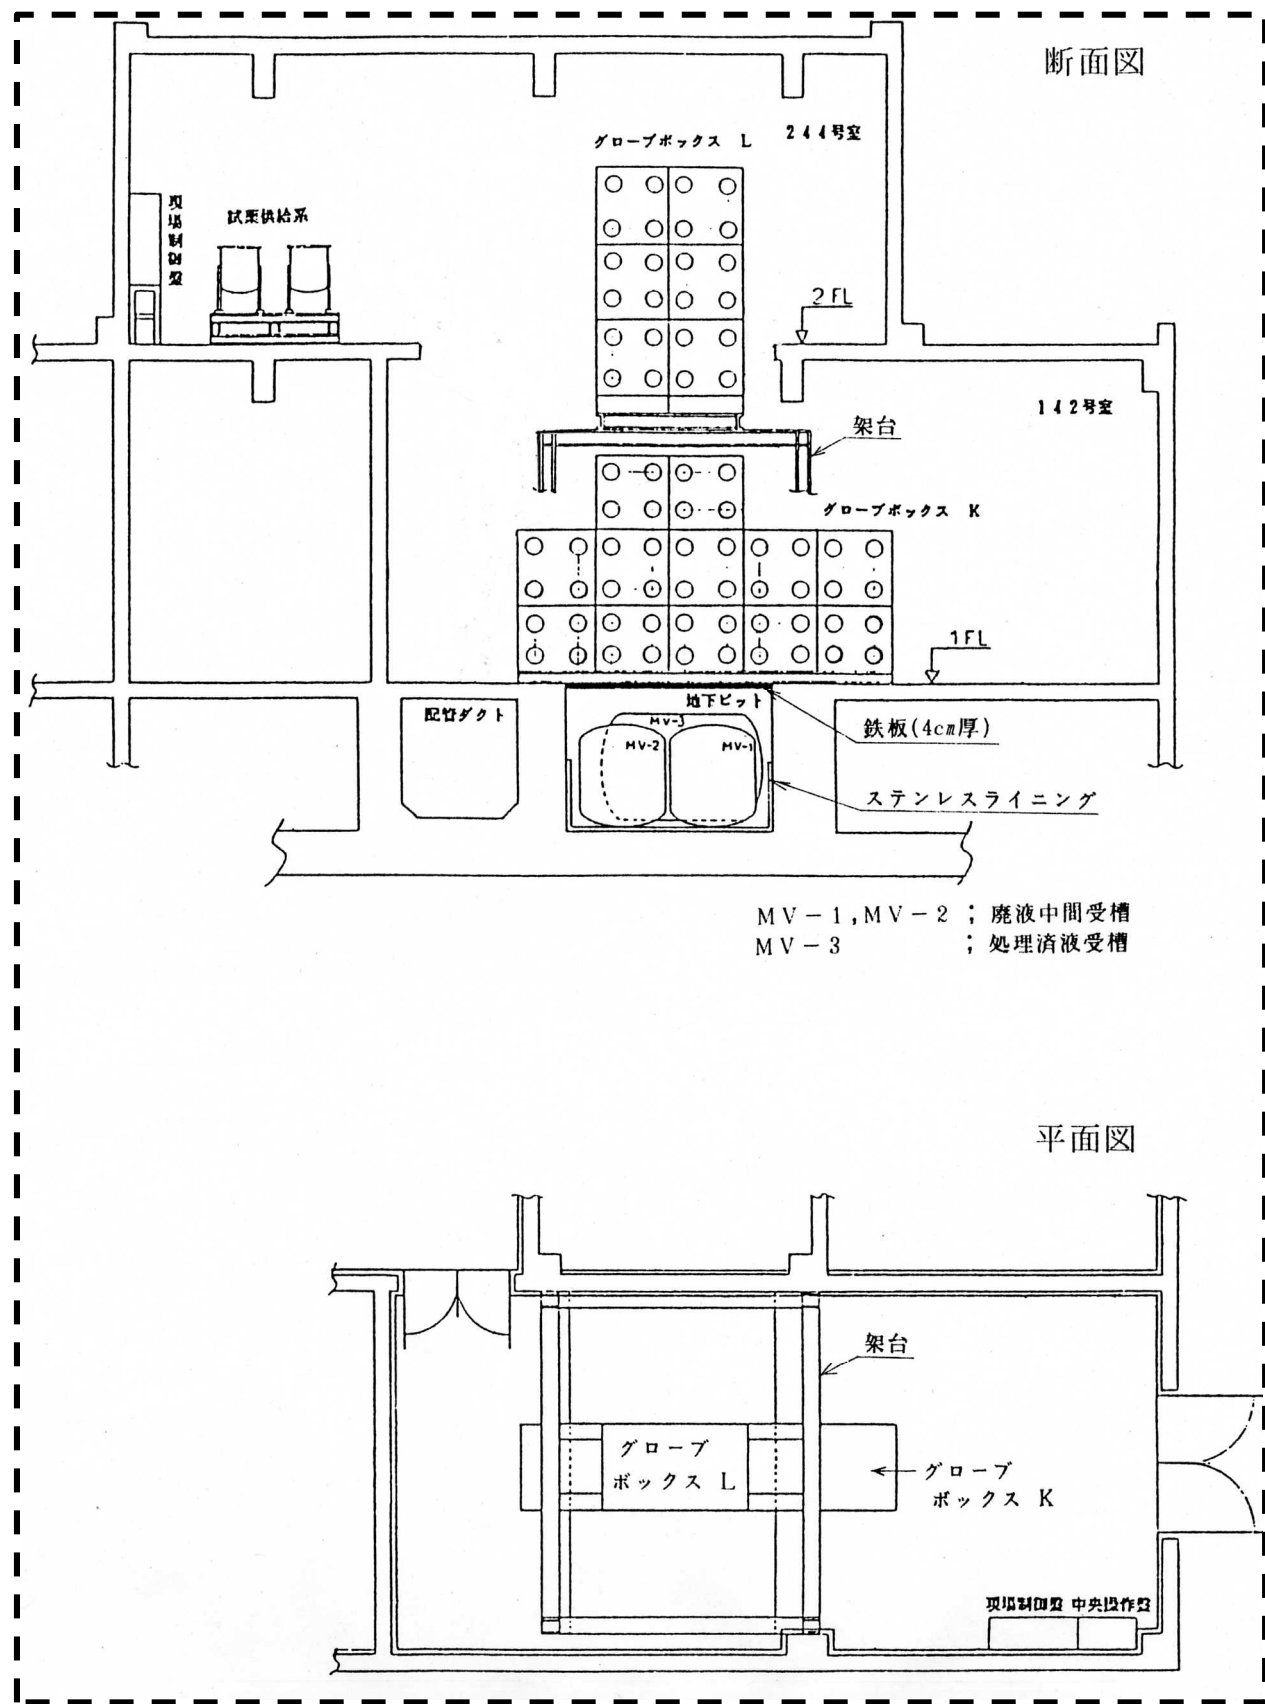 断面図
グローブボックス L
244号室
現場制御盤
試薬供給系
2FL
142号室
架台
グローブボックス K
1FL
配管ダクト
地下ピット
MV-3
MV-2
MV-1
鉄板(4cm厚)
ステンレスライニング
MV-1,MV-2 ; 廃液中間受槽
MV-3 ; 処理済液受槽
平面図
架台
グローブ
ボックス L
グローブ
ボックス K
現場制御盤 中央操作盤